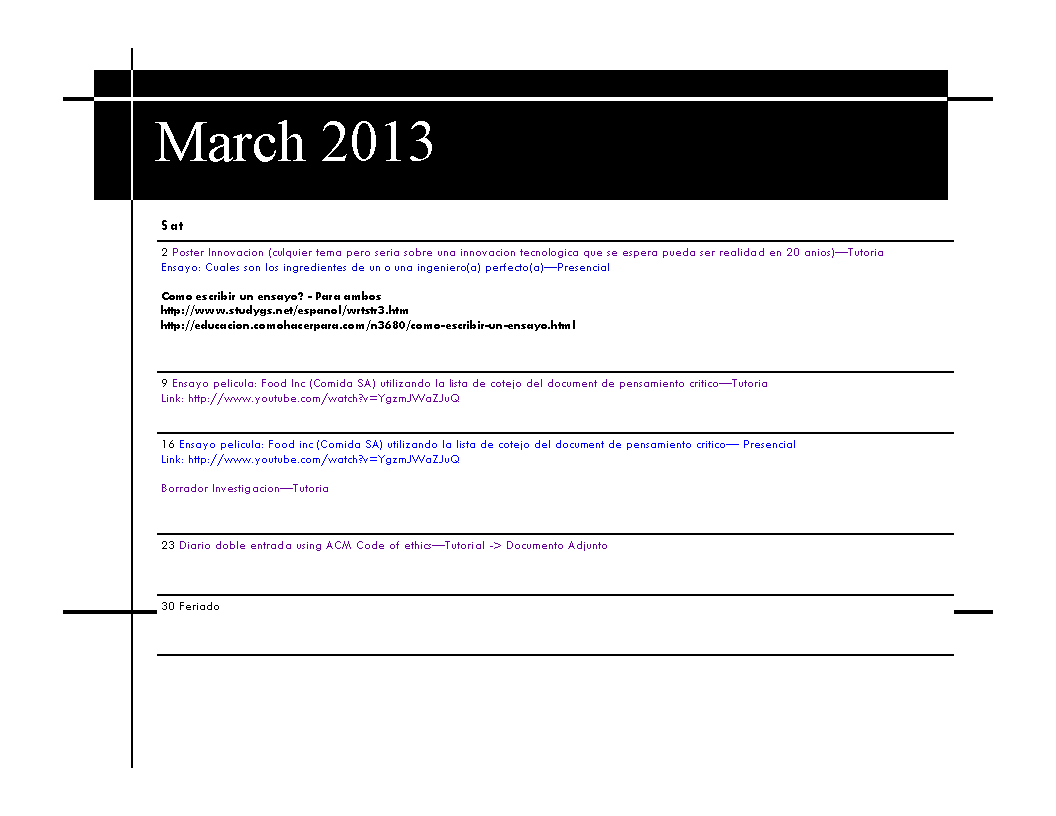 March 2013
Sat
2 Poster Innovacion (culquier tema pero seria sobre una innovacion tecnologica que se espera pueda ser realidad en 20 anios)—Tutoria
Ensayo: Cuales son los ingredientes de un o una ingeniero(a) perfecto(a)—Presencial
Como escribir un ensayo? - Para ambos
http://www.studygs.net/espanol/wrtstr3.htm
http://educacion.comohacerpara.com/n3680/como-escribir-un-ensayo.html
9 Ensayo pelicula: Food Inc (Comida SA) utilizando la lista de cotejo del document de pensamiento critico—Tutoria
Link: http://www.youtube.com/watch?v=YgzmJWaZJuQ
16 Ensayo pelicula: Food inc (Comida SA) utilizando la lista de cotejo del document de pensamiento critico— Presencial
Link: http://www.youtube.com/watch?v=YgzmJWaZJuQ
Borrador Investigacion—Tutoria
23 Diario doble entrada using ACM Code of ethics—Tutorial -> Documento Adjunto
30 Feriado